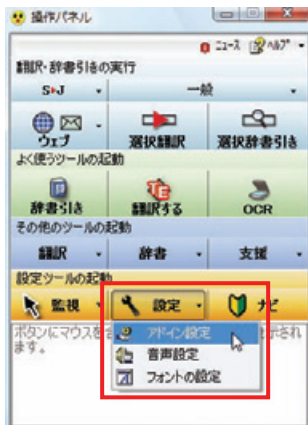 操作パネル
ニュース ﾍﾙﾌﾟ
翻訳・辞書引きの実行
S▸J 一般
ウェブ 選択翻訳 選択辞書引き
よく使うツールの起動
辞書引き 翻訳する OCR
その他のツールの起動
翻訳 辞書 支援
設定ツールの起動
監視 設定 ナビ
ボタンにマウスを
示され
ます。
アドイン設定
音声設定
フォントの設定